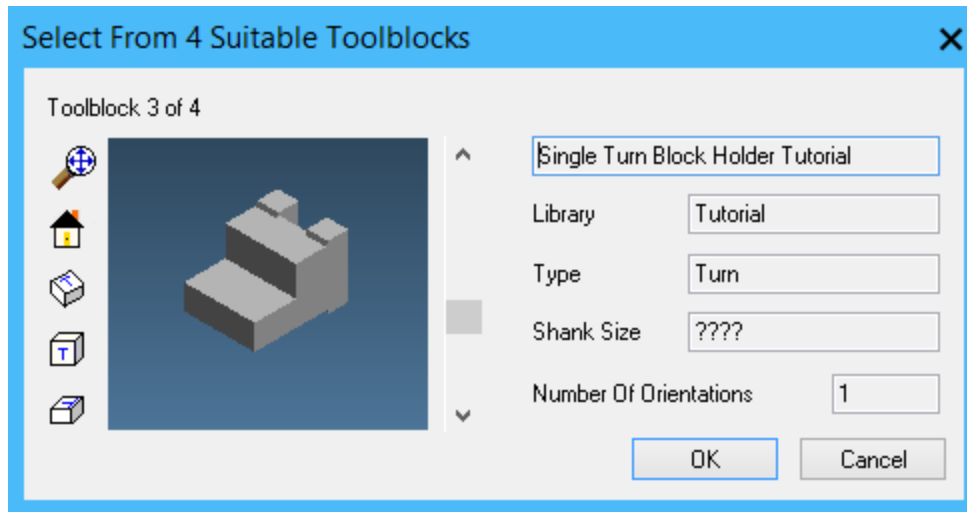 Select From 4 Suitable Toolblocks
Toolblock 3 of 4
Single Turn Block Holder Tutorial
Library Tutorial
Type Turn
Shank Size ????
Number Of Orientations 1
T
OK Cancel